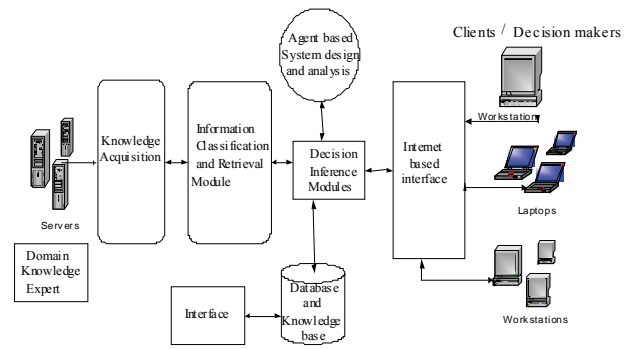 Agent based
System design
and analysis
Clients / Decision makers
Workstation
Knowledge
Acquisition
Information
Classification
and Retrieval
Module
Decision
Inference
Modules
Internet
based
interface
Servers
Laptops
Domain
Knowledge
Expert
Interface
Database
and
Knowledge
base
Workstations